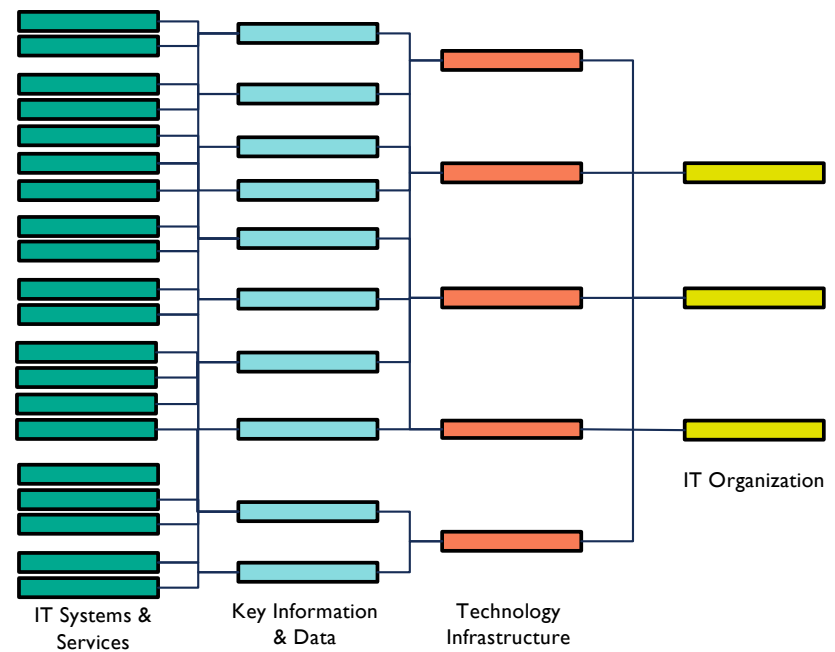 IT Systems &
Services
Key Information
& Data
Technology
Infrastructure
IT Organization